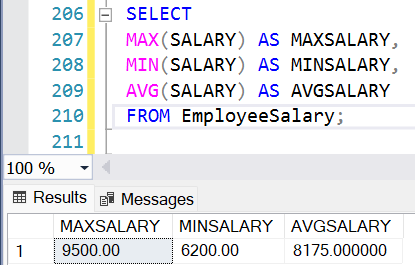 206 SELECT
207 MAX(SALARY) AS MAXSALARY,
208 MIN(SALARY) AS MINSALARY,
209 AVG(SALARY) AS AVGSALARY
210 FROM EmployeeSalary;
211
100 %
Results Messages
MAXSALARY MINSALARY AVGSALARY
1 9500.00 6200.00 8175.000000